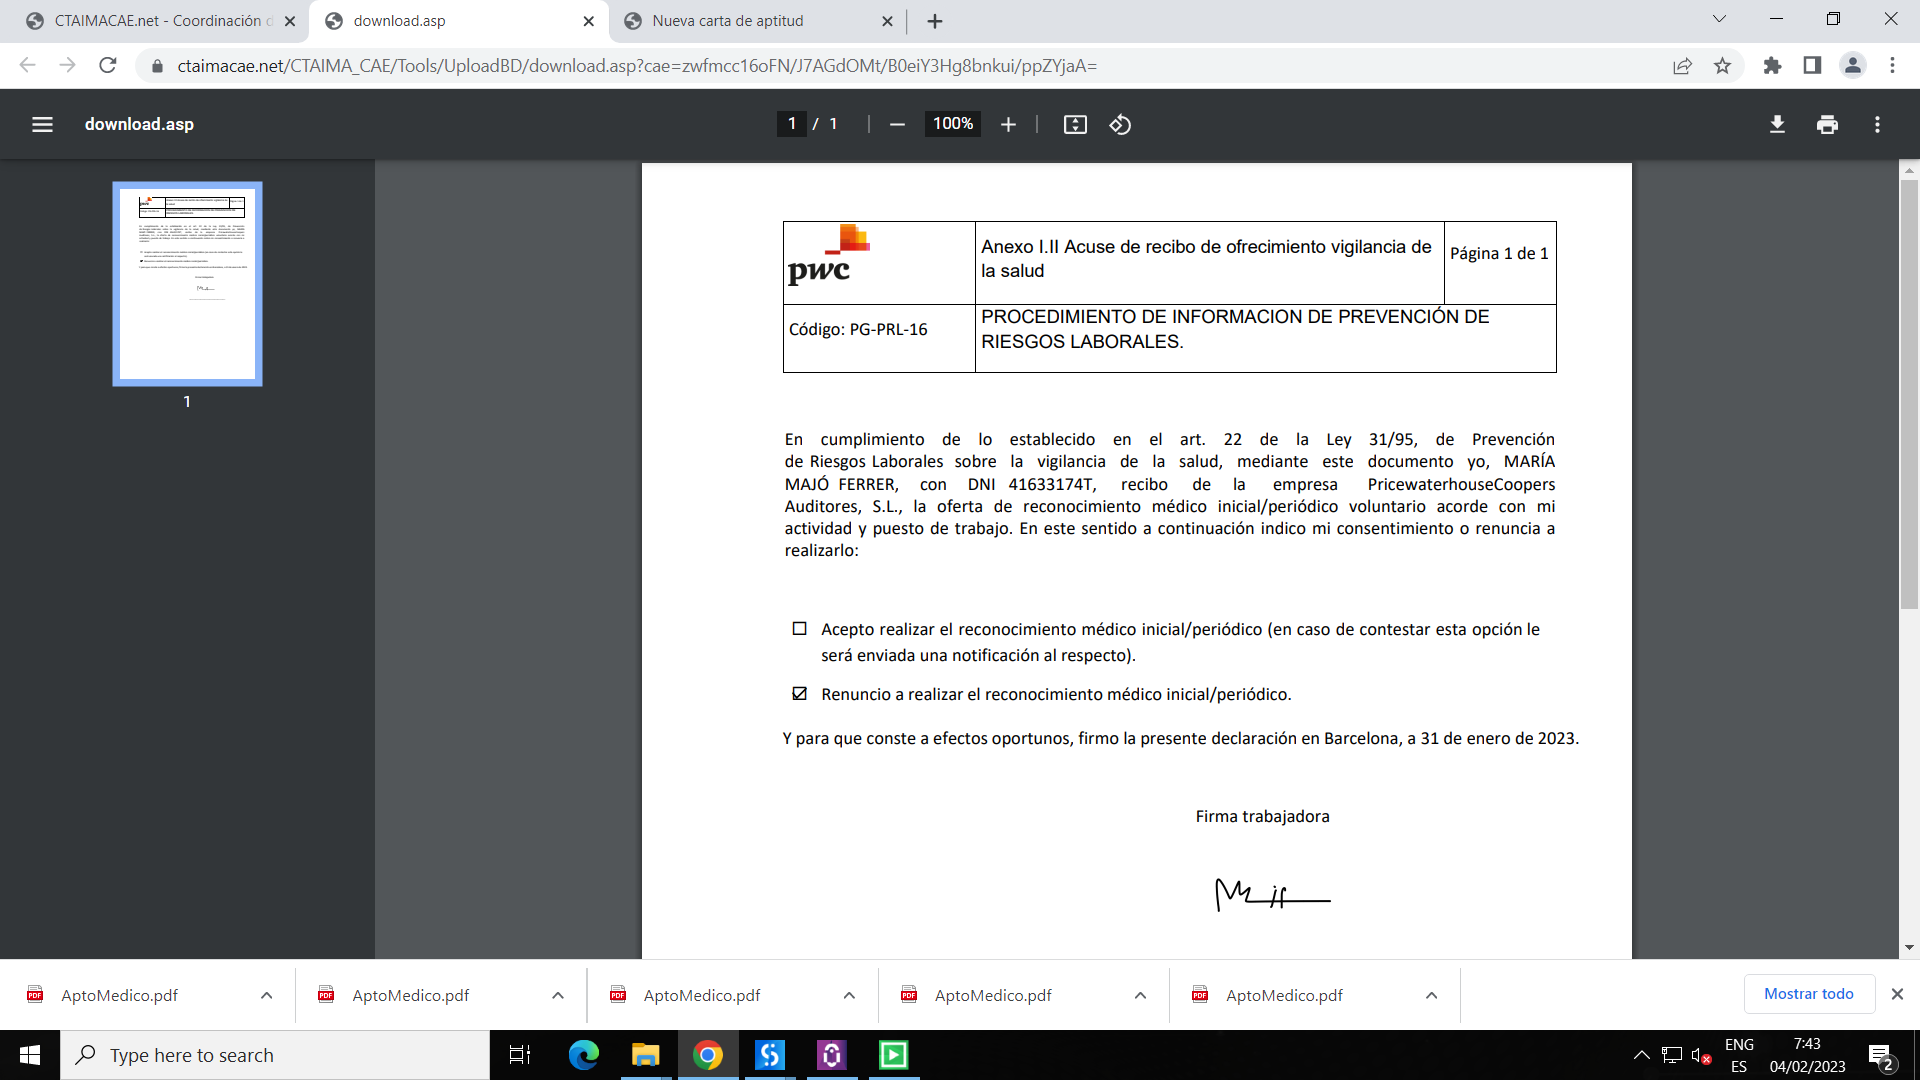 CTAIMACAE.net - Coordinación d
download.asp
Nueva carta de aptitud
ctaimacae.net/CTAIMA_CAE/Tools/UploadBD/download.asp?cae=zwfmcc16oFN/J7AGdOMt/B0eiY3Hg8bnkui/ppZYjaA=
download.asp
1 / 1
100%
1
pwc
Anexo I.II Acuse de recibo de ofrecimiento vigilancia de
la salud
Página 1 de 1
Código: PG-PRL-16
PROCEDIMIENTO DE INFORMACION DE PREVENCIÓN DE
RIESGOS LABORALES.
En cumplimiento de lo establecido en el art. 22 de la Ley 31/95, de Prevención
de Riesgos Laborales sobre la vigilancia de la salud, mediante este documento yo, MARÍA
MAJÓ FERRER, con DNI 41633174T, recibo de la empresa PricewaterhouseCoopers
Auditores, S.L., la oferta de reconocimiento médico inicial/periódico voluntario acorde con mi
actividad y puesto de trabajo. En este sentido a continuación indico mi consentimiento o renuncia a
realizarlo:
Acepto realizar el reconocimiento médico inicial/periódico (en caso de contestar esta opción le
será enviada una notificación al respecto).
Renuncio a realizar el reconocimiento médico inicial/periódico.
Y para que conste a efectos oportunos, firmo la presente declaración en Barcelona, a 31 de enero de 2023.
Firma trabajadora
AptoMedico.pdf
AptoMedico.pdf
AptoMedico.pdf
AptoMedico.pdf
AptoMedico.pdf
Mostrar todo
Type here to search
ENG
ES
7:43
04/02/2023
2